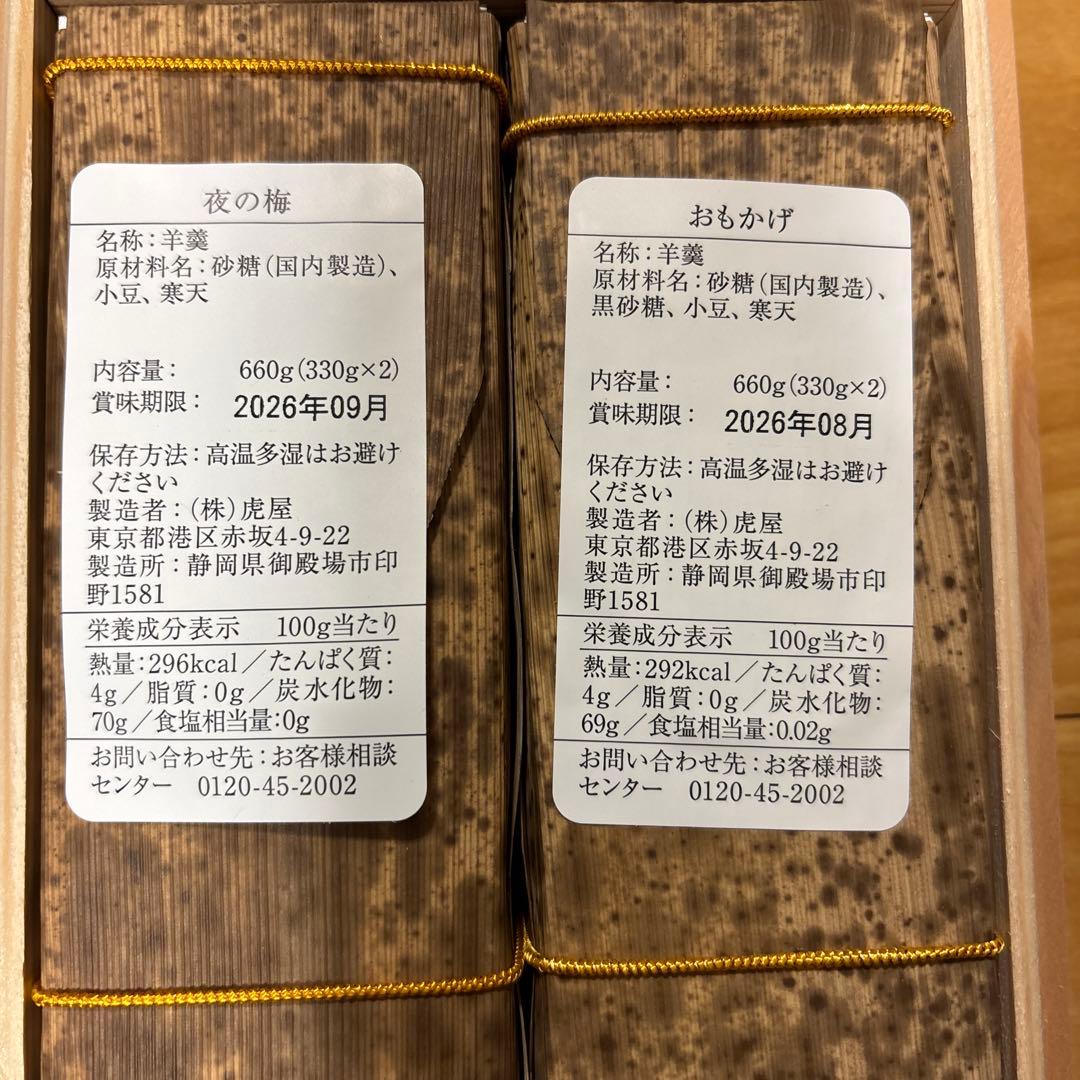 夜の梅
名称：羊羹
原材料名：砂糖（国内製造）、
小豆、寒天
内容量： 660g（330g×2）
賞味期限： 2026年09月
保存方法：高温多湿はお避け
ください
製造者：（株）虎屋
東京都港区赤坂4-9-22
製造所：静岡県御殿場市印
野1581
栄養成分表示 100g当たり
熱量：296kcal／たんぱく質：
4g／脂質：0g／炭水化物：
70g／食塩相当量：0g
お問い合わせ先：お客様相談
センター 0120-45-2002
おもかげ
名称：羊羹
原材料名：砂糖（国内製造）、
黒砂糖、小豆、寒天
内容量： 660g（330g×2）
賞味期限： 2026年08月
保存方法：高温多湿はお避け
ください
製造者：（株）虎屋
東京都港区赤坂4-9-22
製造所：静岡県御殿場市印
野1581
栄養成分表示 100g当たり
熱量：292kcal／たんぱく質：
4g／脂質：0g／炭水化物：
69g／食塩相当量：0.02g
お問い合わせ先：お客様相談
センター 0120-45-2002